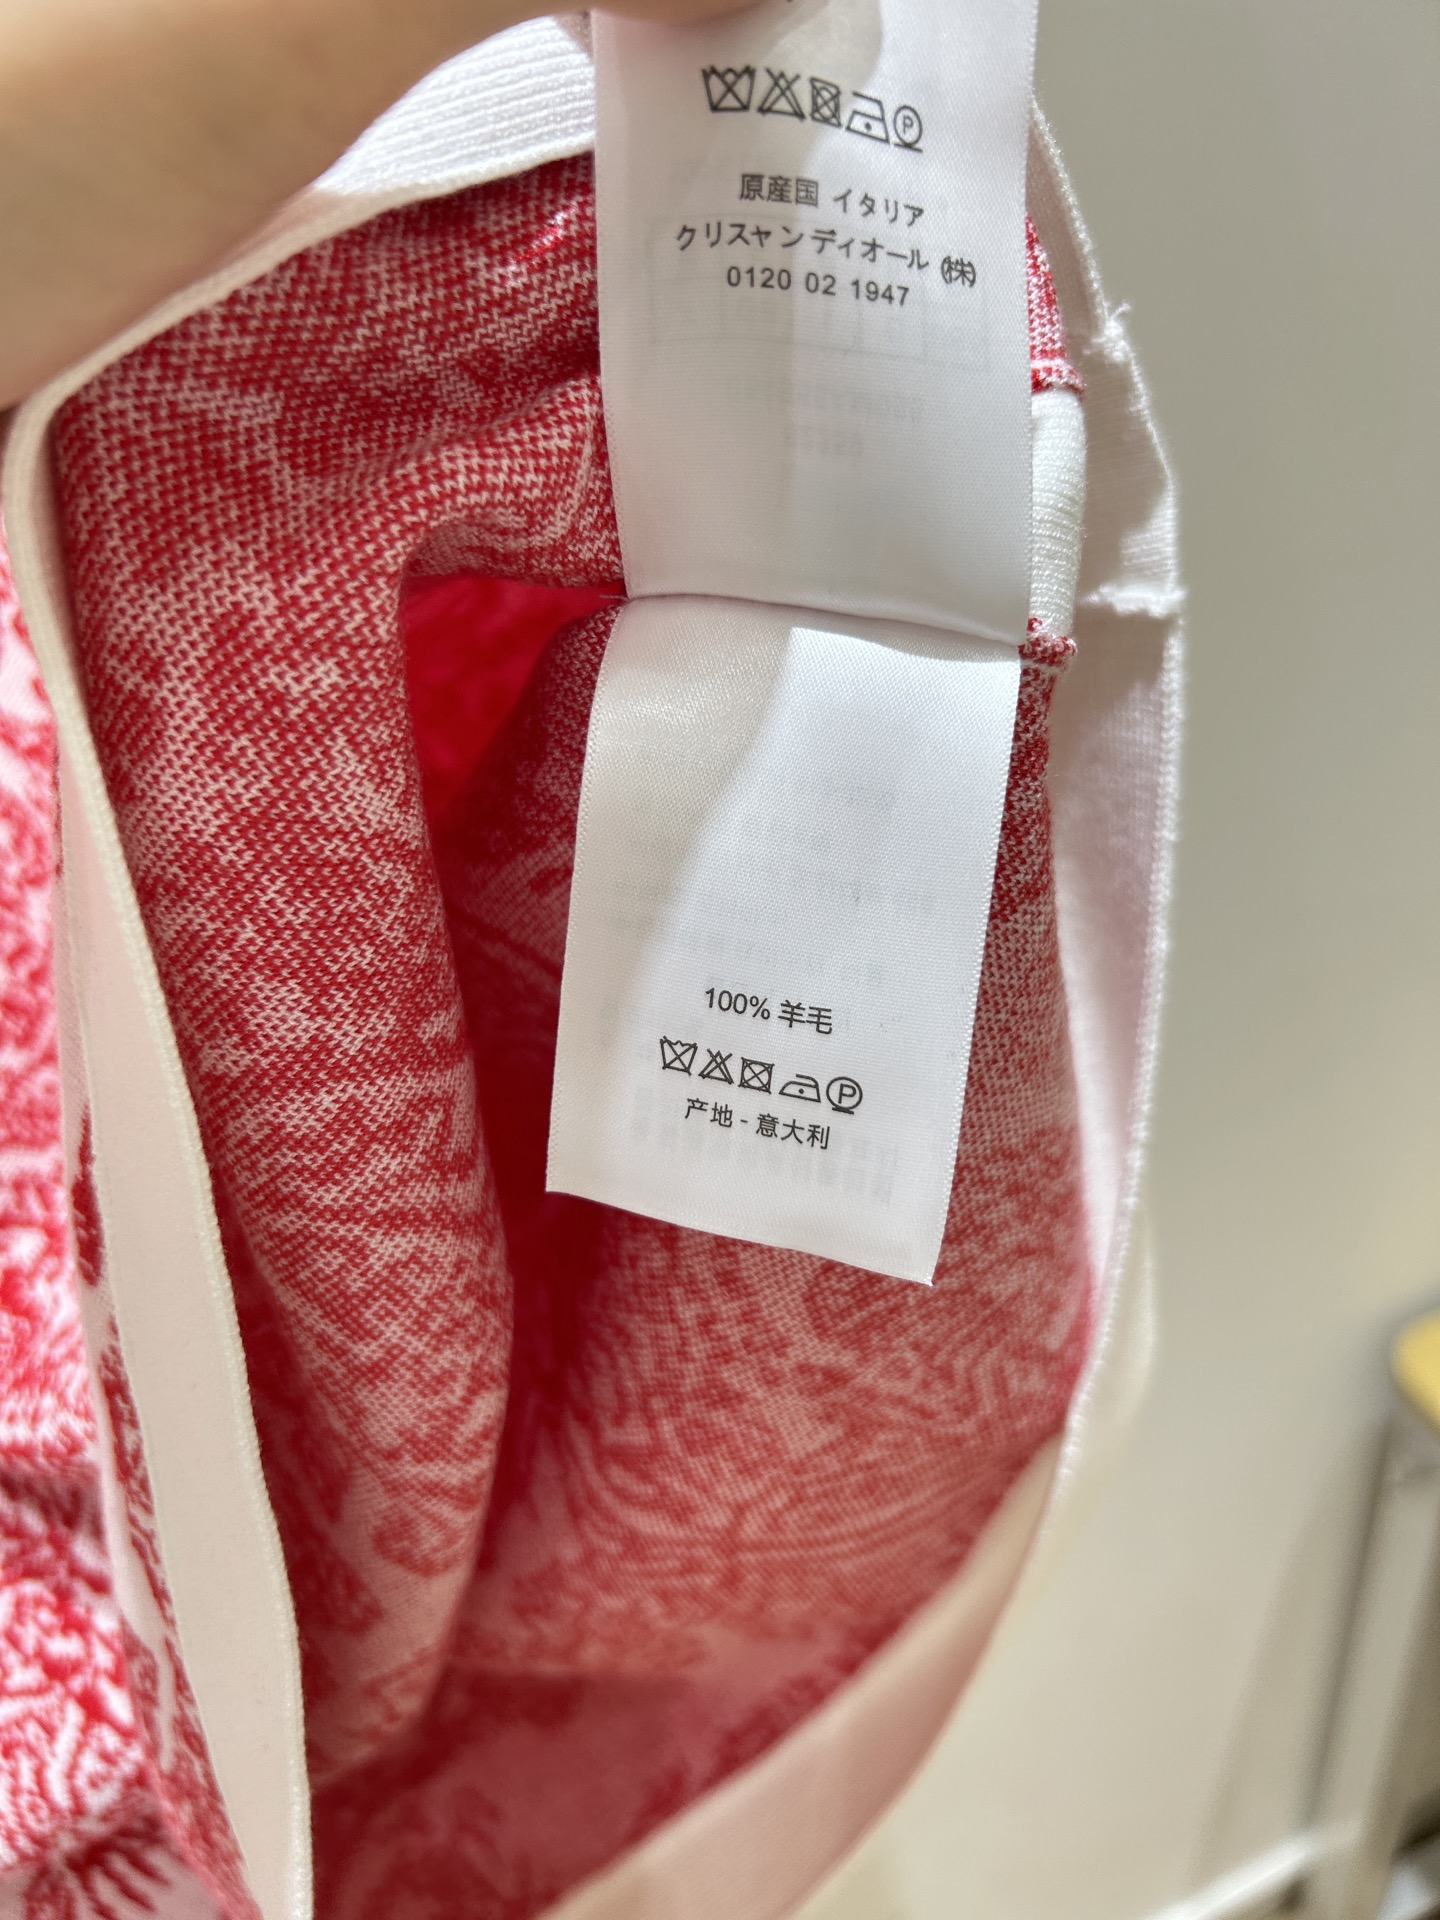 原産国 イタリア
クリスチャン ディオール ㈱
0120 02 1947
100% 羊毛
产地 - 意大利